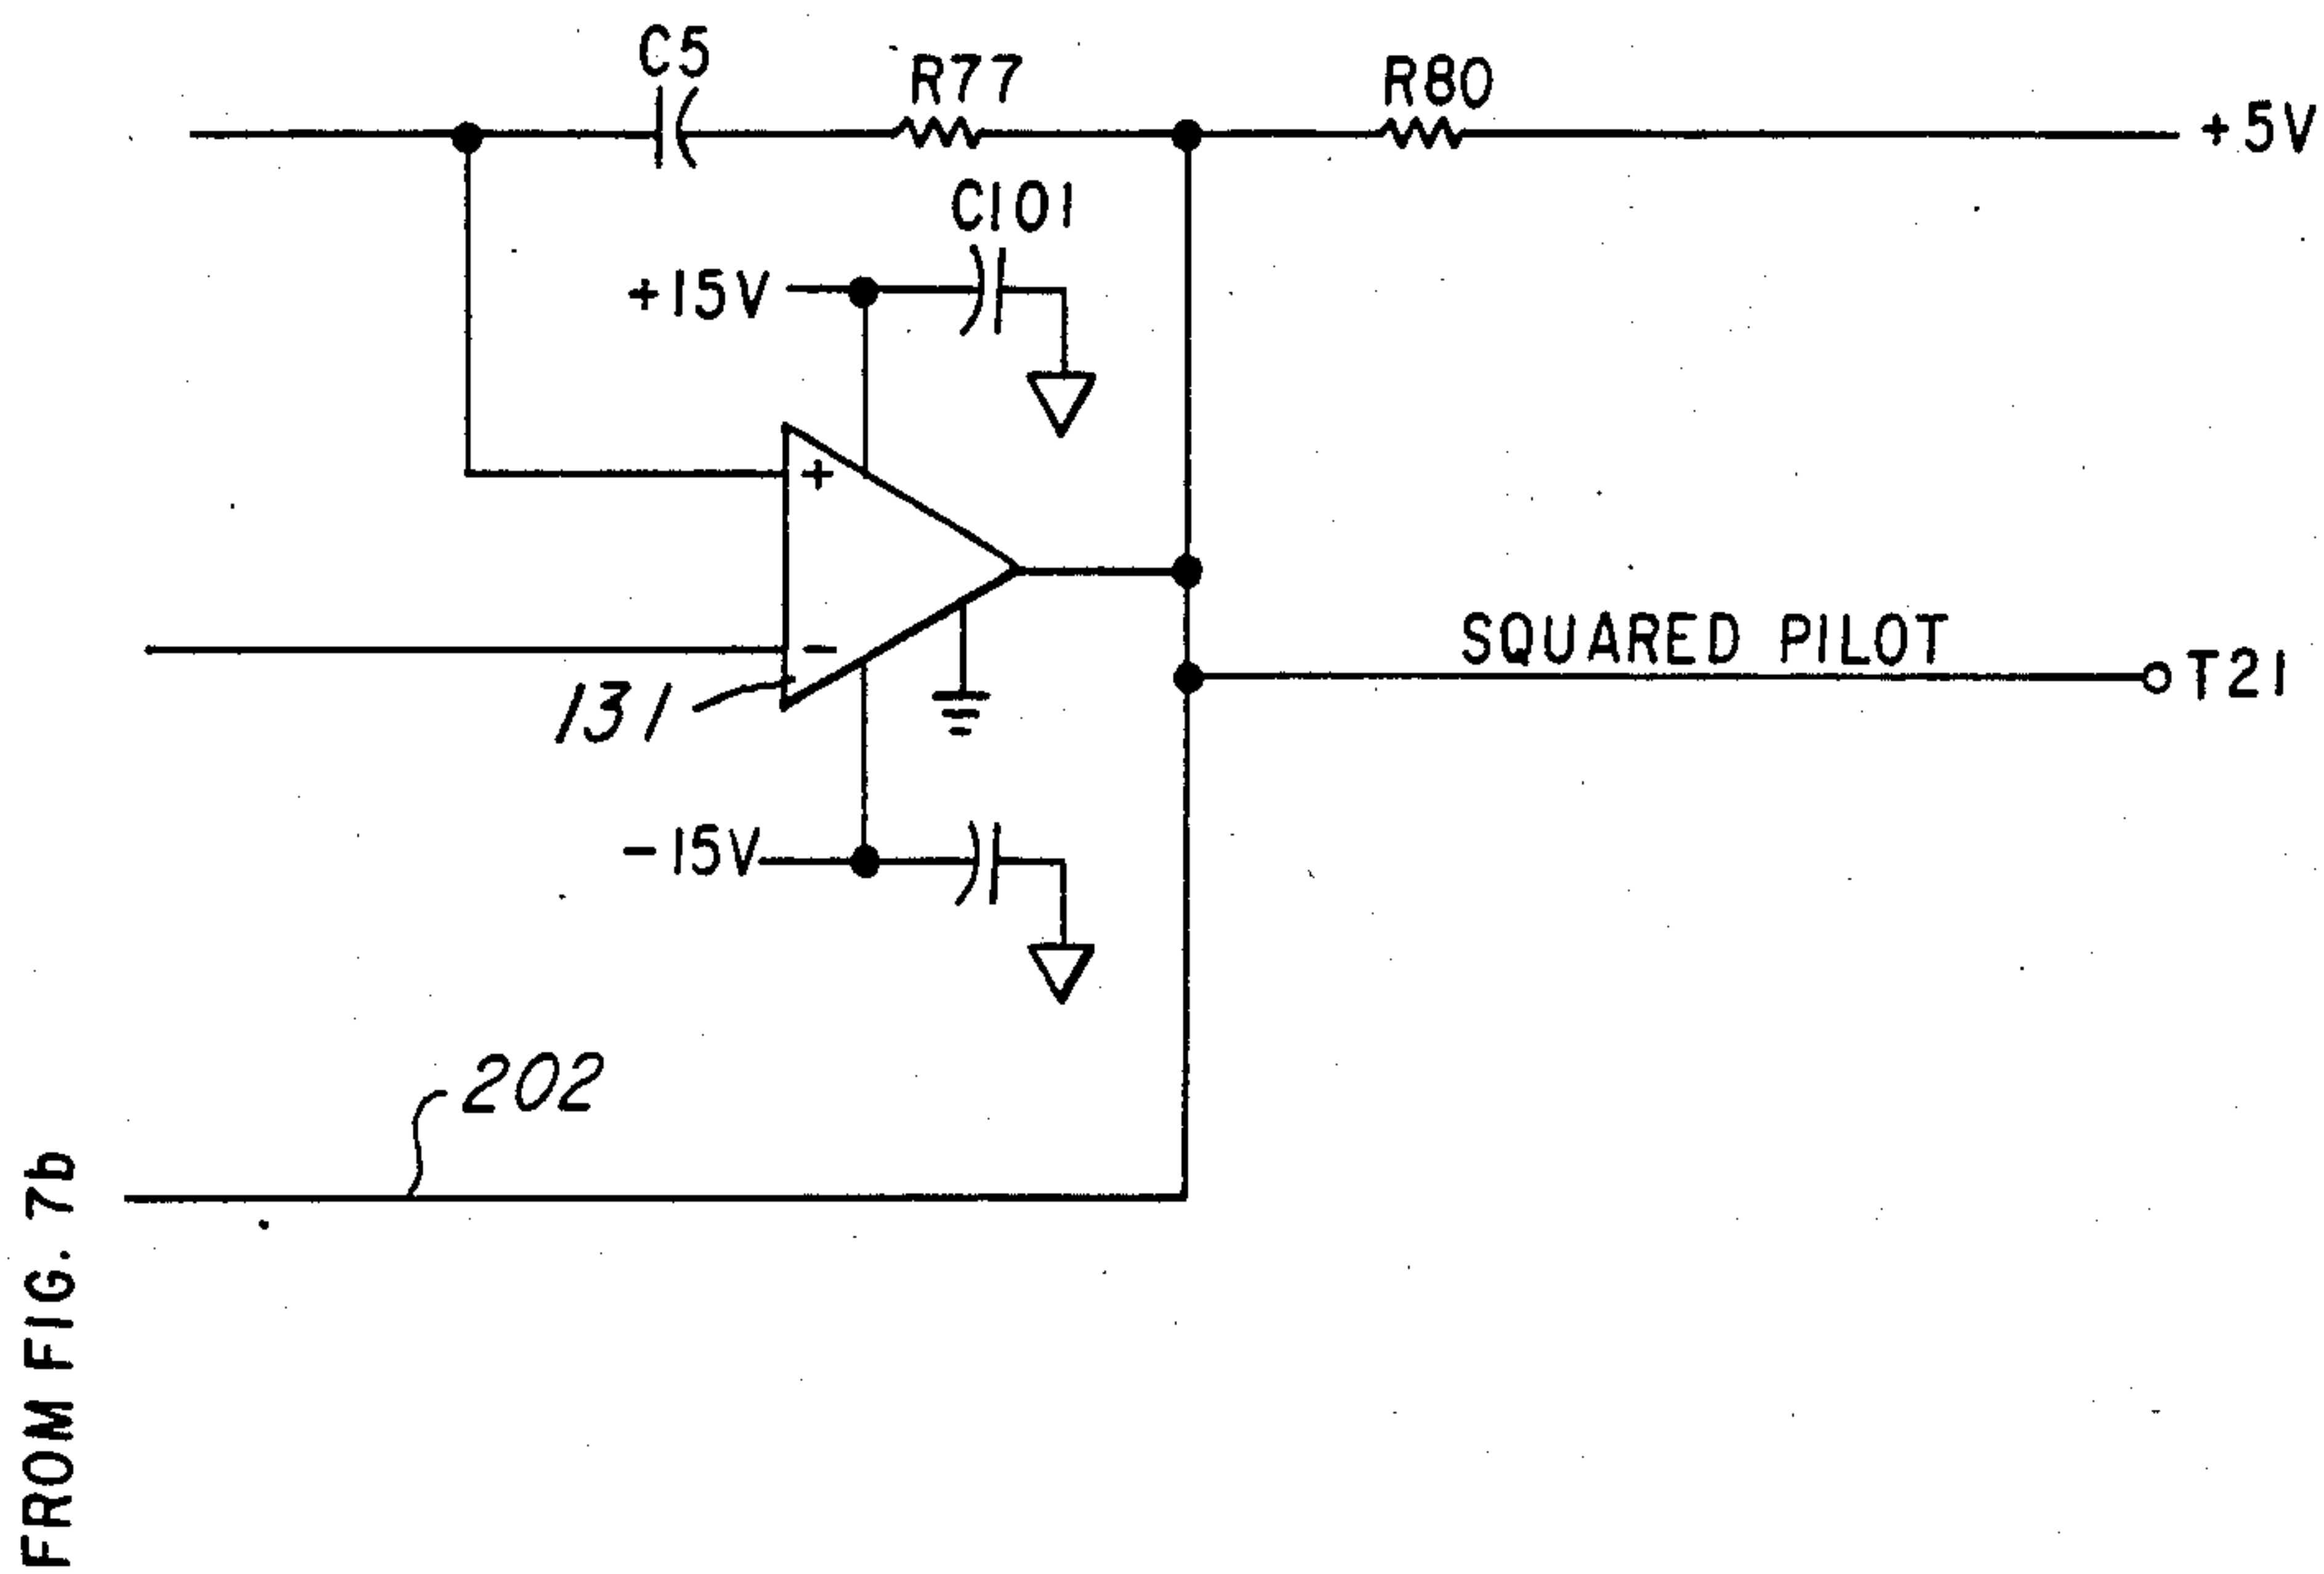 C5
R77
R80
+5V
C101
+15V
+
-
131
SQUARED PILOT
T21
-15V
202
FROM FIG. 7b